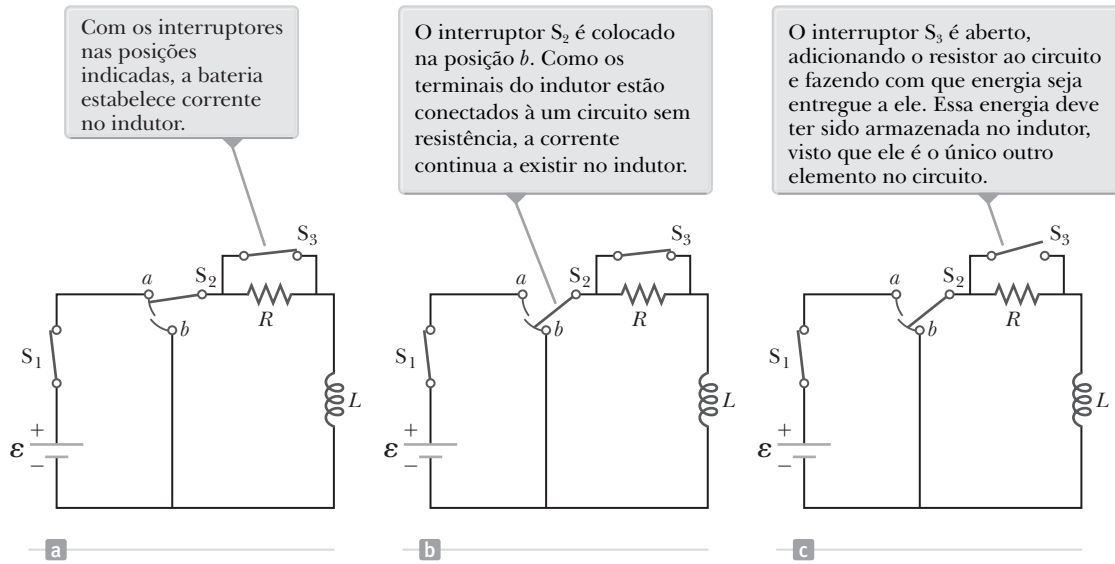 Com os interruptores
nas posições
indicadas, a bateria
estabelece corrente
no indutor.
S3
a
S2
b
R
S1
L
+
ε
−
a
O interruptor S2 é colocado
na posição b. Como os
terminais do indutor estão
conectados à um circuito sem
resistência, a corrente
continua a existir no indutor.
S3
a
S2
b
R
S1
L
+
ε
−
b
O interruptor S3 é aberto,
adicionando o resistor ao circuito
e fazendo com que energia seja
entregue a ele. Essa energia deve
ter sido armazenada no indutor,
visto que ele é o único outro
elemento no circuito.
S3
a
S2
b
R
S1
L
+
ε
−
c